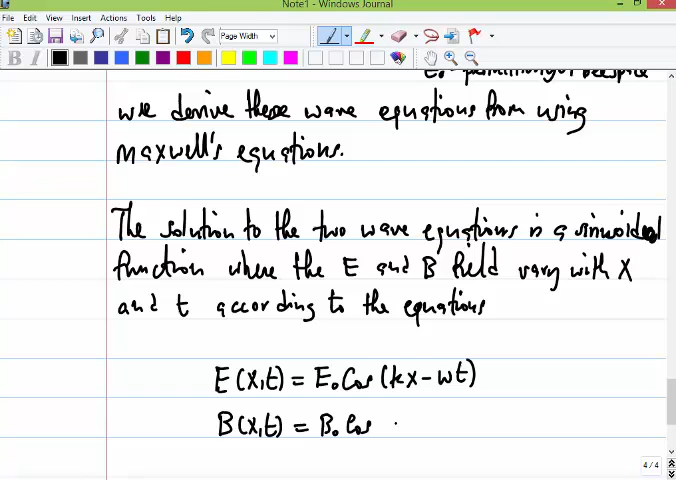 Note1 - Windows Journal
File Edit View Insert Actions Tools Help
Page Width
B I
we derive these wave equations from using
maxwell's equations.
The solution to the two wave equations is a sinusoidal
function where the E and B field vary with X
and t according to the equations
E(X,t) = E₀ Cos (kx - wt)
B(X,t) = B₀ Cos
4/4